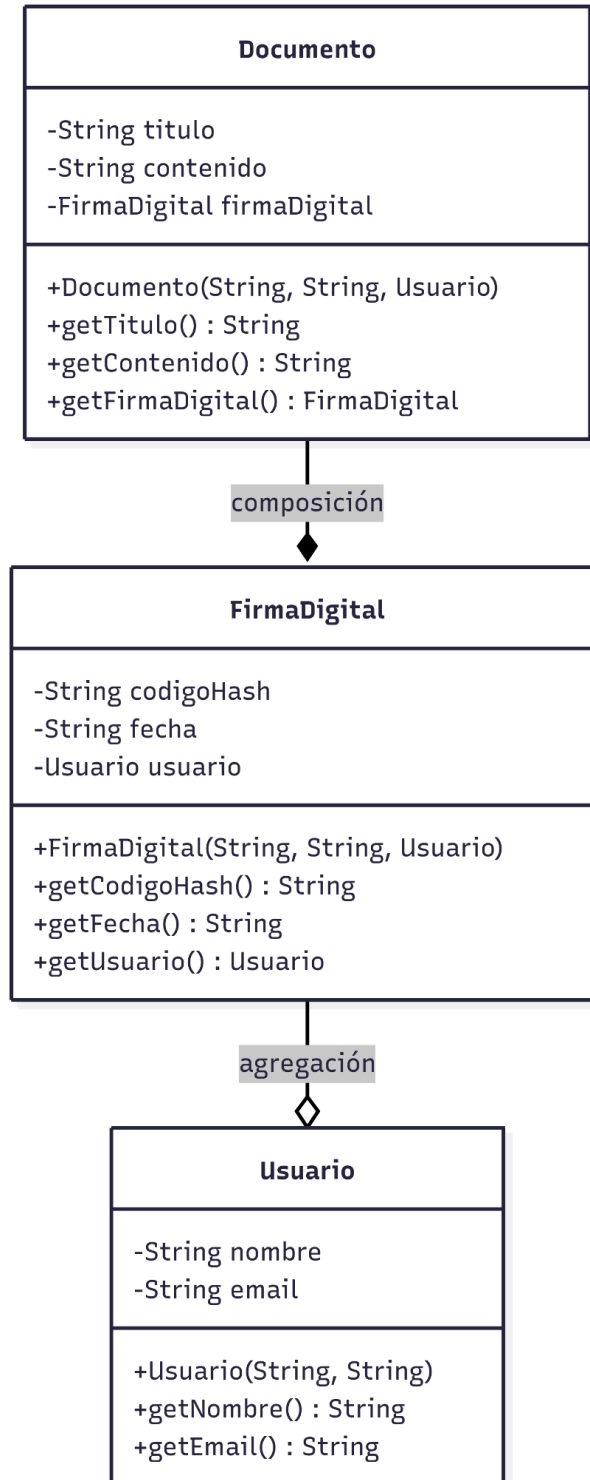 Documento
-String titulo
-String contenido
-FirmaDigital firmaDigital
+Documento(String, String, Usuario)
+getTitulo() : String
+getContenido() : String
+getFirmaDigital() : FirmaDigital
composición
FirmaDigital
-String codigoHash
-String fecha
-Usuario usuario
+FirmaDigital(String, String, Usuario)
+getCodigoHash() : String
+getFecha() : String
+getUsuario() : Usuario
agregación
Usuario
-String nombre
-String email
+Usuario(String, String)
+getNombre() : String
+getEmail() : String